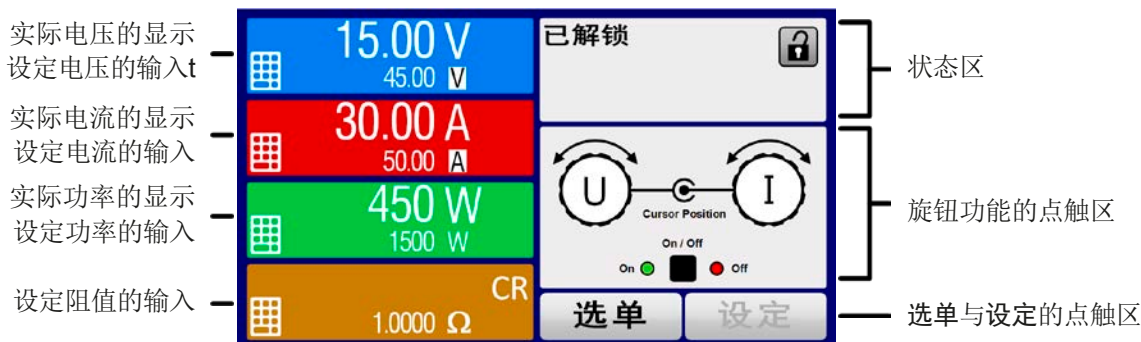 实际电压的显示
设定电压的输入t
实际电流的显示
设定电流的输入
实际功率的显示
设定功率的输入
设定阻值的输入
15.00 V
45.00 V
30.00 A
50.00 A
450 W
1500 W
CR
1.0000 Ω
已解锁
U
I
Cursor Position
On / Off
On
Off
选单
设定
状态区
旋钮功能的点触区
选单与设定的点触区